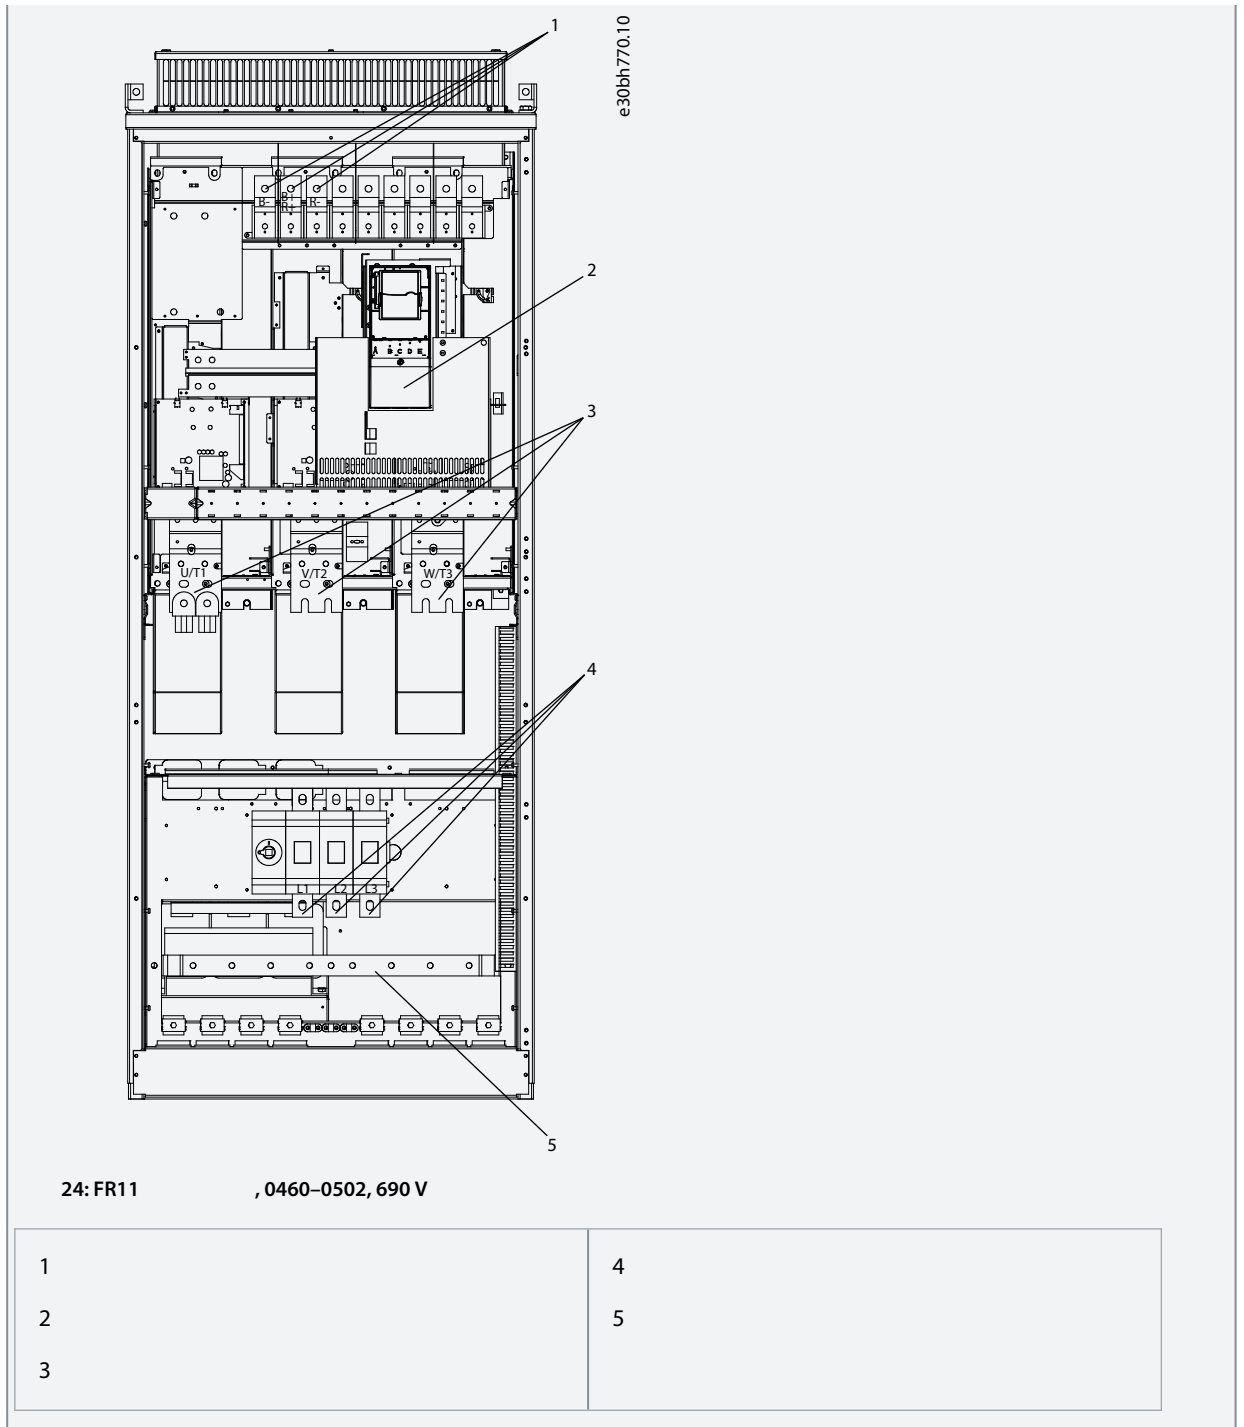 1
e30bh770.10
B-
B+
R+
R-
2
A B C D E
3
U/T1 V/T2 W/T3
4
L1 L2 L3
5
24: FR11 , 0460–0502, 690 V
1 4
2 5
3